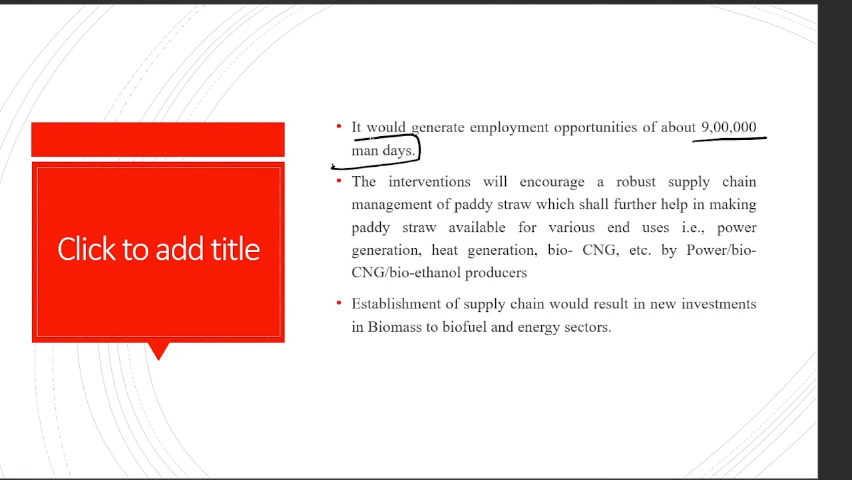 Click to add title
• It would generate employment opportunities of about 9,00,000
man days.
• The interventions will encourage a robust supply chain
management of paddy straw which shall further help in making
paddy straw available for various end uses i.e., power
generation, heat generation, bio- CNG, etc. by Power/bio-
CNG/bio-ethanol producers
• Establishment of supply chain would result in new investments
in Biomass to biofuel and energy sectors.